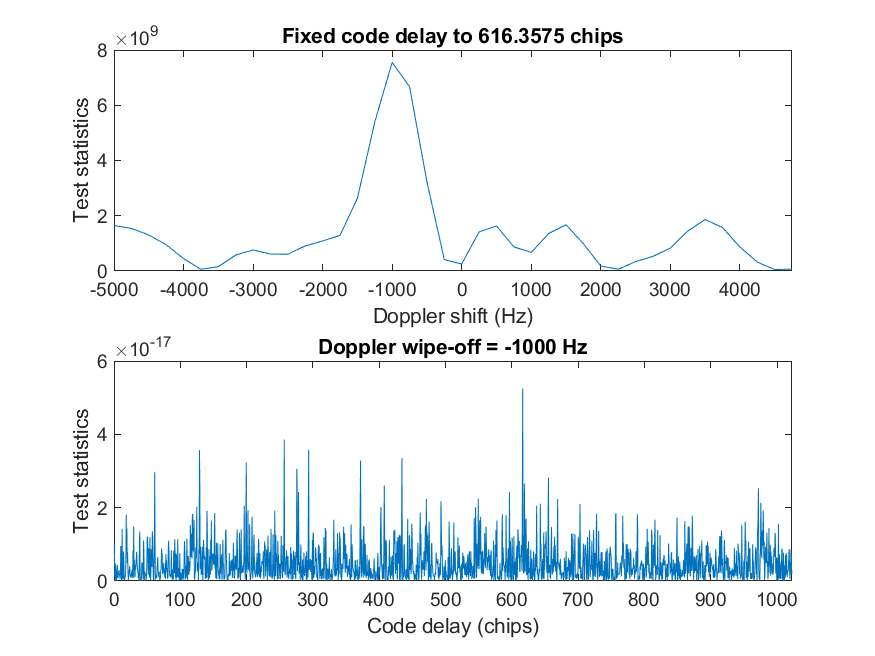 ×10^9
Fixed code delay to 616.3575 chips
8
6
4
2
0
Test statistics
-5000 -4000 -3000 -2000 -1000 0 1000 2000 3000 4000
Doppler shift (Hz)
×10^-17
Doppler wipe-off = -1000 Hz
6
4
2
0
Test statistics
0 100 200 300 400 500 600 700 800 900 1000
Code delay (chips)